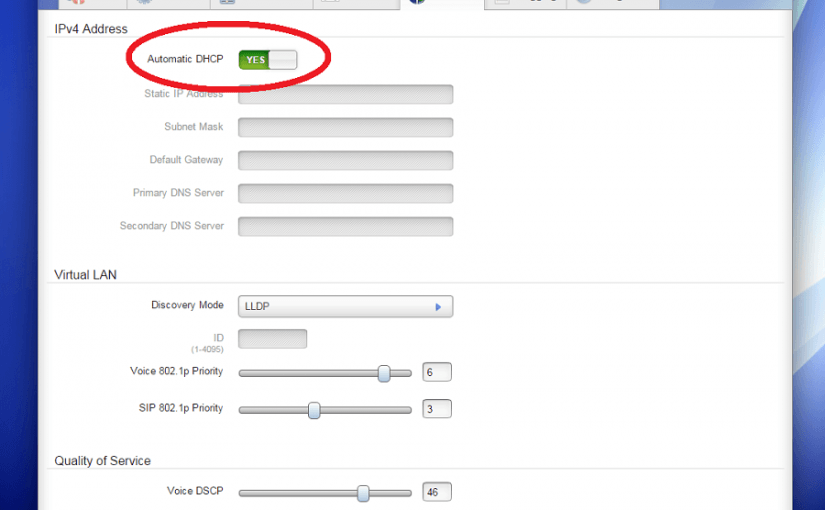 IPv4 Address
Automatic DHCP YES
Static IP Address
Subnet Mask
Default Gateway
Primary DNS Server
Secondary DNS Server
Virtual LAN
Discovery Mode LLDP
ID
(1-4095)
Voice 802.1p Priority 6
SIP 802.1p Priority 3
Quality of Service
Voice DSCP 46